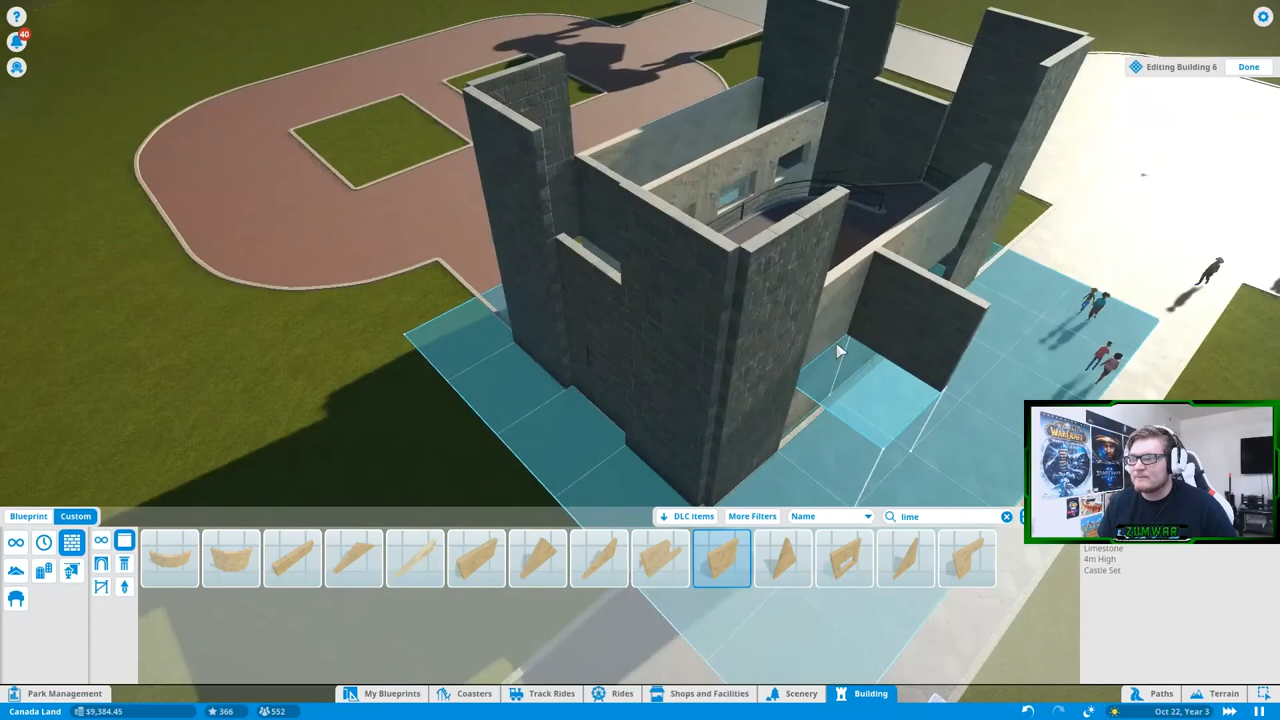 ?
40
Editing Building 6
Done
WARCRAFT
ZUMWAR
Blueprint
Custom
DLC items
More Filters
Name
lime
Limestone
4m High
Castle Set
Park Management
My Blueprints
Coasters
Track Rides
Rides
Shops and Facilities
Scenery
Building
Paths
Terrain
Canada Land
$9,384.45
366
552
Oct 22, Year 3